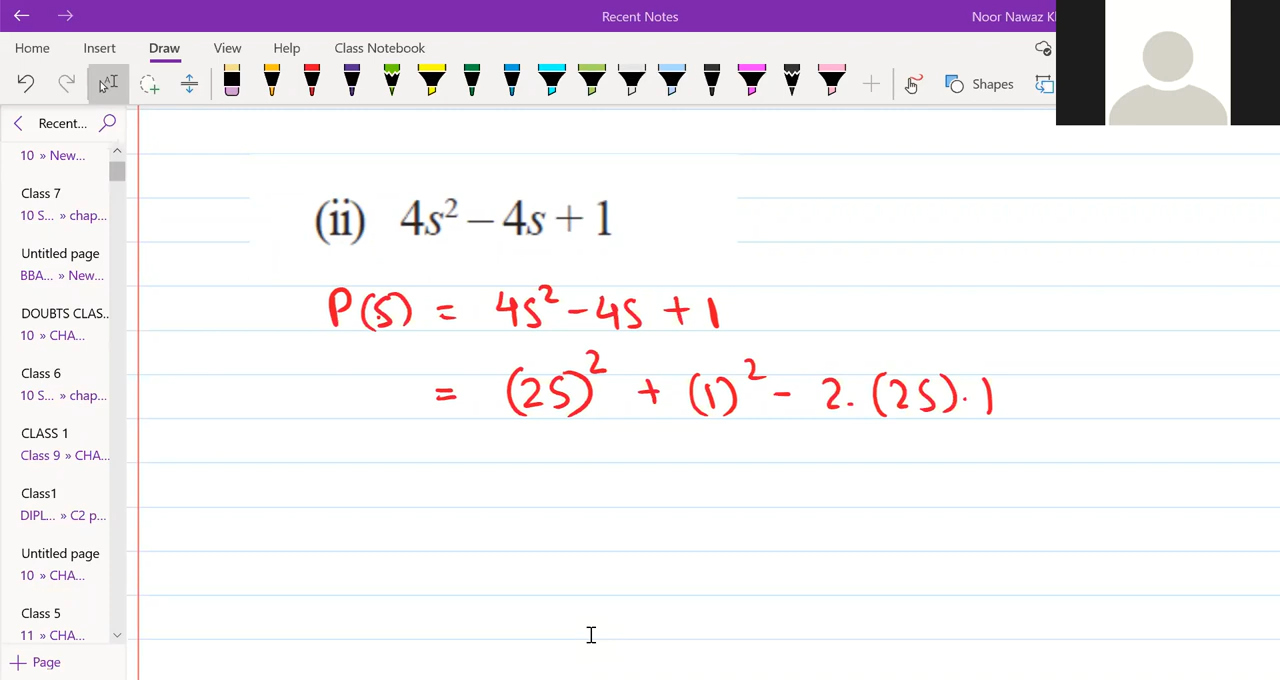 Recent Notes
Noor Nawaz Kh
Home Insert Draw View Help Class Notebook
Shapes
Recent...
10 » New...
Class 7
10 S... » chap...
Untitled page
BBA... » New...
DOUBTS CLAS..
10 » CHA...
Class 6
10 S... » chap...
CLASS 1
Class 9 » CHA...
Class1
DIPL... » C2 p...
Untitled page
10 » CHA...
Class 5
11 » CHA...
Page
(ii) 4s² – 4s + 1
P(S) = 4S² - 4S + 1
= (2S)² + (1)² - 2. (2S) . 1